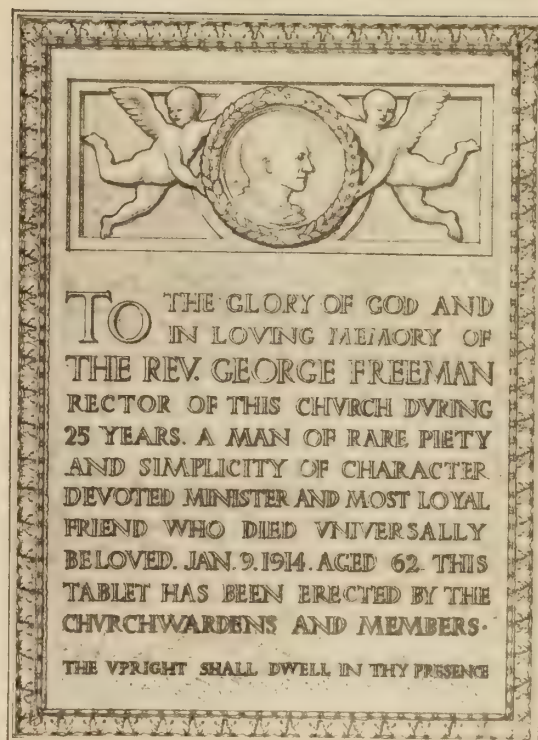 TO THE GLORY OF GOD AND
IN LOVING MEMORY OF
THE REV. GEORGE FREEMAN
RECTOR OF THIS CHVRCH DVRING
25 YEARS. A MAN OF RARE PIETY
AND SIMPLICITY OF CHARACTER
DEVOTED MINISTER AND MOST LOYAL
FRIEND WHO DIED VNIVERSALLY
BELOVED. JAN. 9. 1914. AGED 62. THIS
TABLET HAS BEEN ERECTED BY THE
CHVRCHWARDENS AND MEMBERS.
THE VPRIGHT SHALL DWELL IN THY PRESENCE